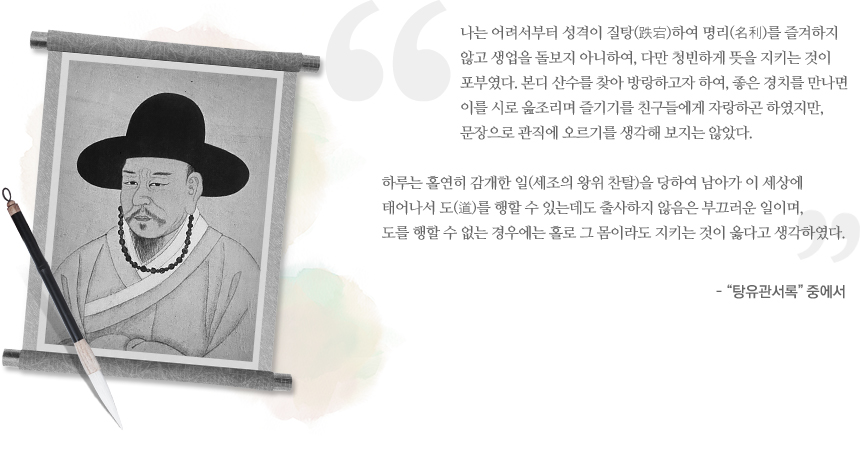 나는 어려서부터 성격이 질탕(跌宕)하여 명리(名利)를 즐겨하지
않고 생업을 돌보지 아니하여, 다만 청빈하게 뜻을 지키는 것이
포부였다. 본디 산수를 찾아 방랑하고자 하여, 좋은 경치를 만나면
이를 시로 읊조리며 즐기기를 친구들에게 자랑하곤 하였지만,
문장으로 관직에 오르기를 생각해 보지는 않았다.
하루는 홀연히 감개한 일(세조의 왕위 찬탈)을 당하여 남아가 이 세상에
태어나서 도(道)를 행할 수 있는데도 출사하지 않음은 부끄러운 일이며,
도를 행할 수 없는 경우에는 홀로 그 몸이라도 지키는 것이 옳다고 생각하였다.
- “탕유관서록” 중에서